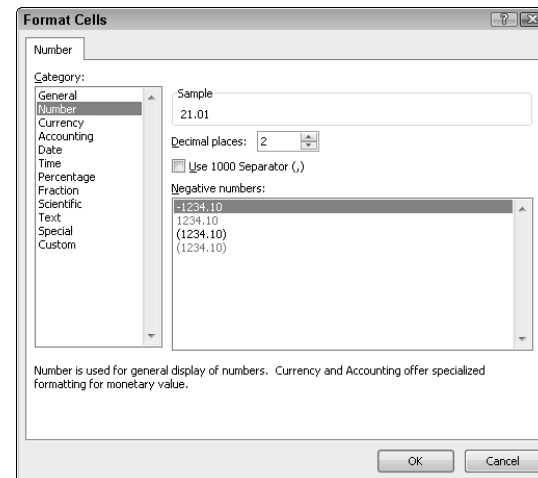 Format Cells
Number
Category:
General
Number
Currency
Accounting
Date
Time
Percentage
Fraction
Scientific
Text
Special
Custom
Sample
21.01
Decimal places: 2
Use 1000 Separator (,)
Negative numbers:
-1234.10
1234.10
(1234.10)
(1234.10)
Number is used for general display of numbers. Currency and Accounting offer specialized
formatting for monetary value.
OK Cancel